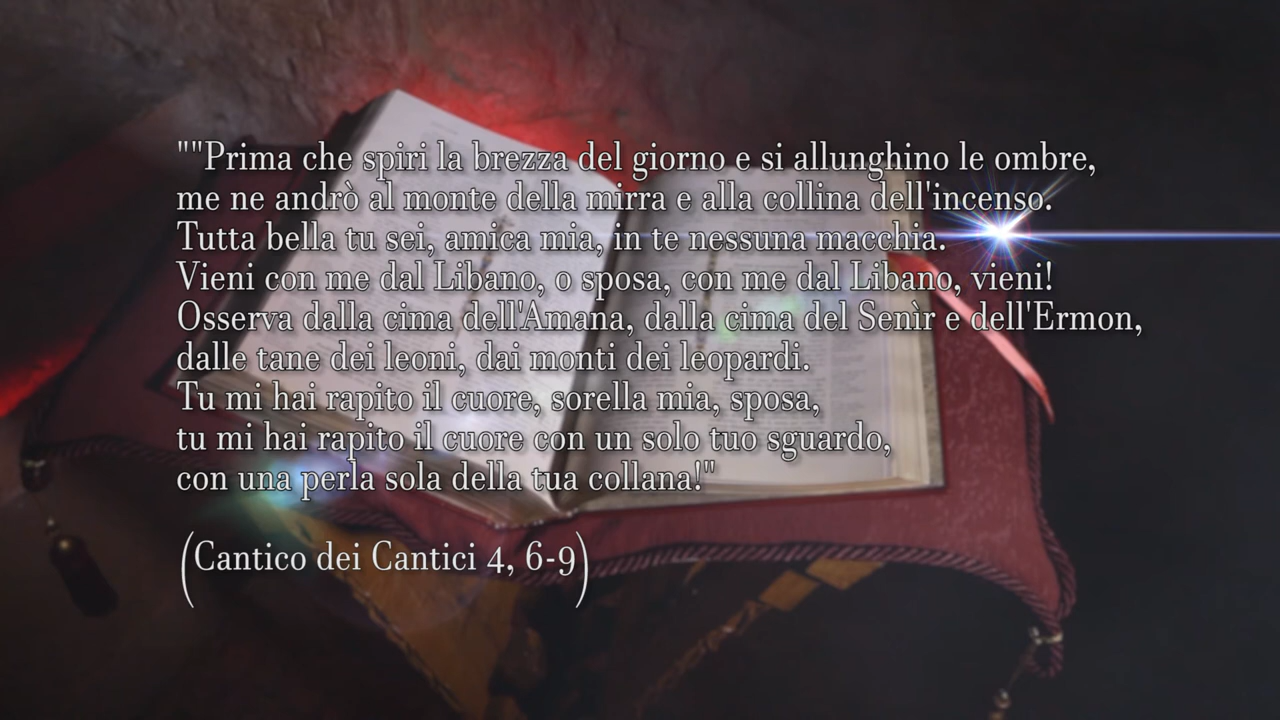 ""Prima che spiri la brezza del giorno e si allunghino le ombre,
me ne andrò al monte della mirra e alla collina dell'incenso.
Tutta bella tu sei, amica mia, in te nessuna macchia.
Vieni con me dal Libano, o sposa, con me dal Libano, vieni!
Osserva dalla cima dell'Amana, dalla cima del Senìr e dell'Ermon,
dalle tane dei leoni, dai monti dei leopardi.
Tu mi hai rapito il cuore, sorella mia, sposa,
tu mi hai rapito il cuore con un solo tuo sguardo,
con una perla sola della tua collana!"
(Cantico dei Cantici 4, 6-9)